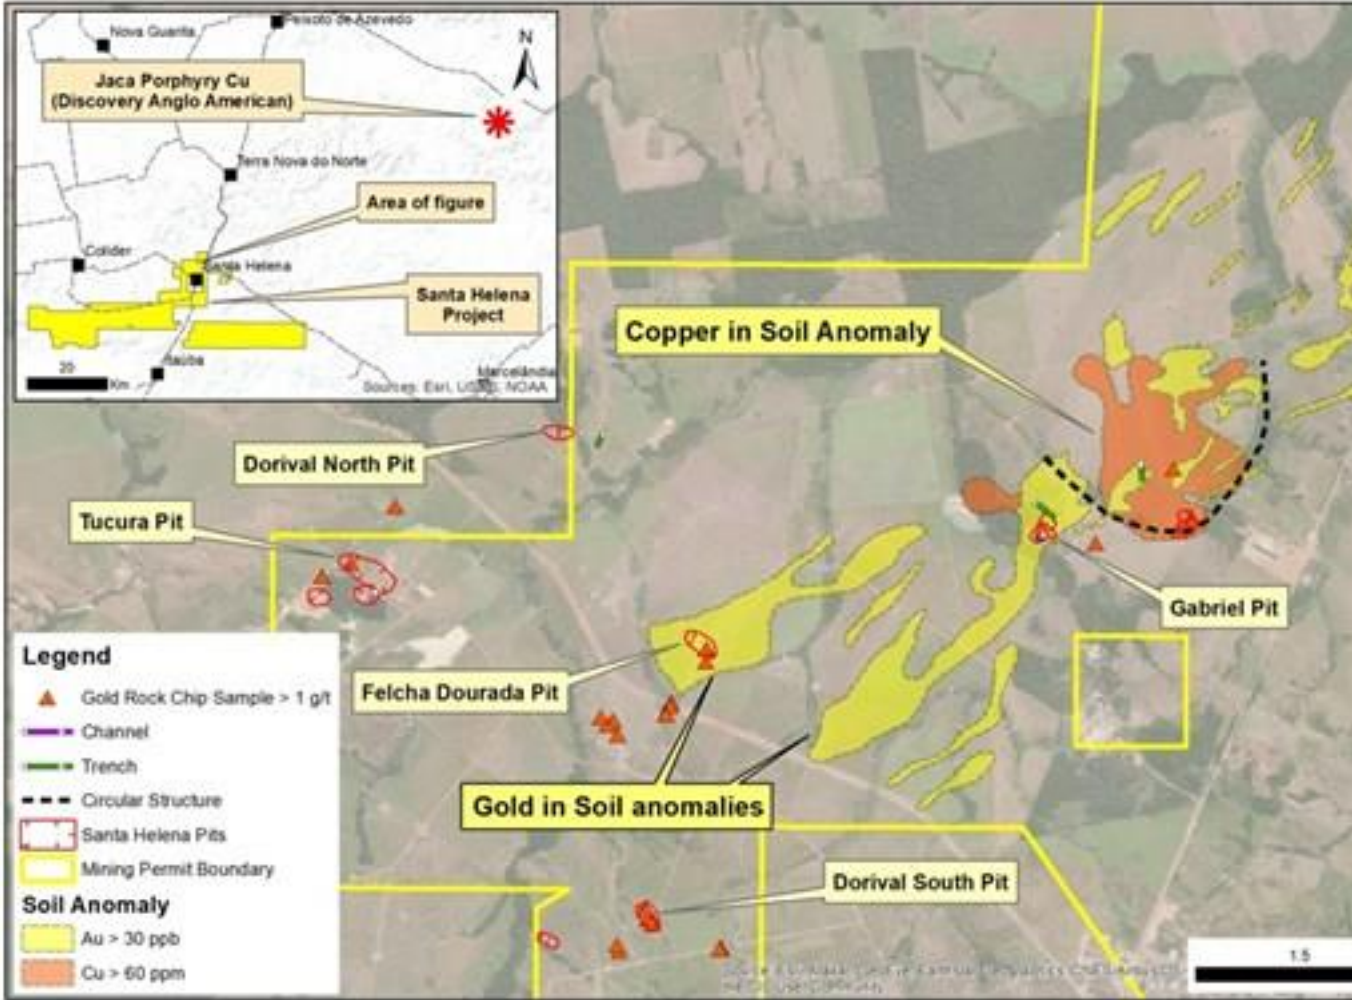 Peixoto de Azevedo
Nova Guarita
N
Jaca Porphyry Cu
(Discovery Anglo American)
Terra Nova do Norte
Area of figure
Colider
Santa Helena
Santa Helena
Project
Itaúba
20
Km
Marcelândia
Sources: Esri, USGS, NOAA
Copper in Soil Anomaly
Dorival North Pit
Tucura Pit
Gabriel Pit
Felcha Dourada Pit
Gold in Soil anomalies
Dorival South Pit
Legend
Gold Rock Chip Sample > 1 g/t
Channel
Trench
Circular Structure
Santa Helena Pits
Mining Permit Boundary
Soil Anomaly
Au > 30 ppb
Cu > 60 ppm
1.5